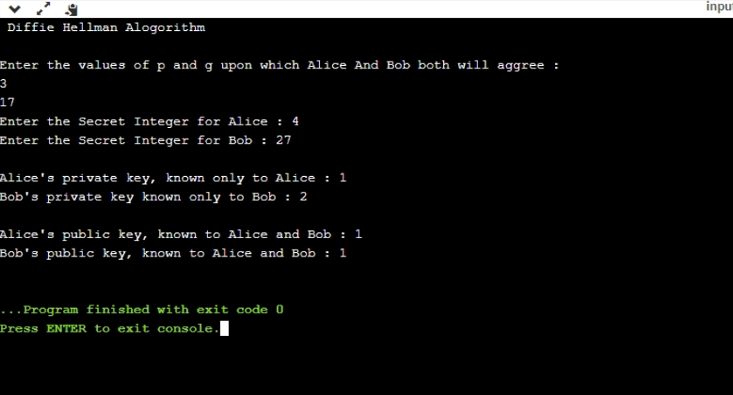 input
Diffie Hellman Alogorithm
Enter the values of p and g upon which Alice And Bob both will aggree :
3
17
Enter the Secret Integer for Alice : 4
Enter the Secret Integer for Bob : 27
Alice's private key, known only to Alice : 1
Bob's private key known only to Bob : 2
Alice's public key, known to Alice and Bob : 1
Bob's public key, known to Alice and Bob : 1
...Program finished with exit code 0
Press ENTER to exit console.